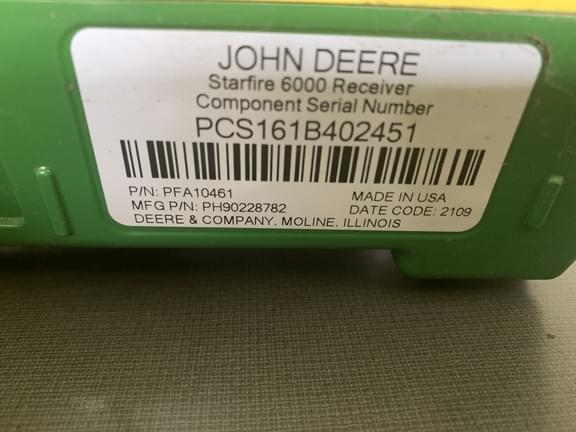 JOHN DEERE
Starfire 6000 Receiver
Component Serial Number
PCS161B402451
P/N: PFA10461
MADE IN USA
MFG P/N: PH90228782
DATE CODE: 2109
DEERE & COMPANY, MOLINE, ILLINOIS